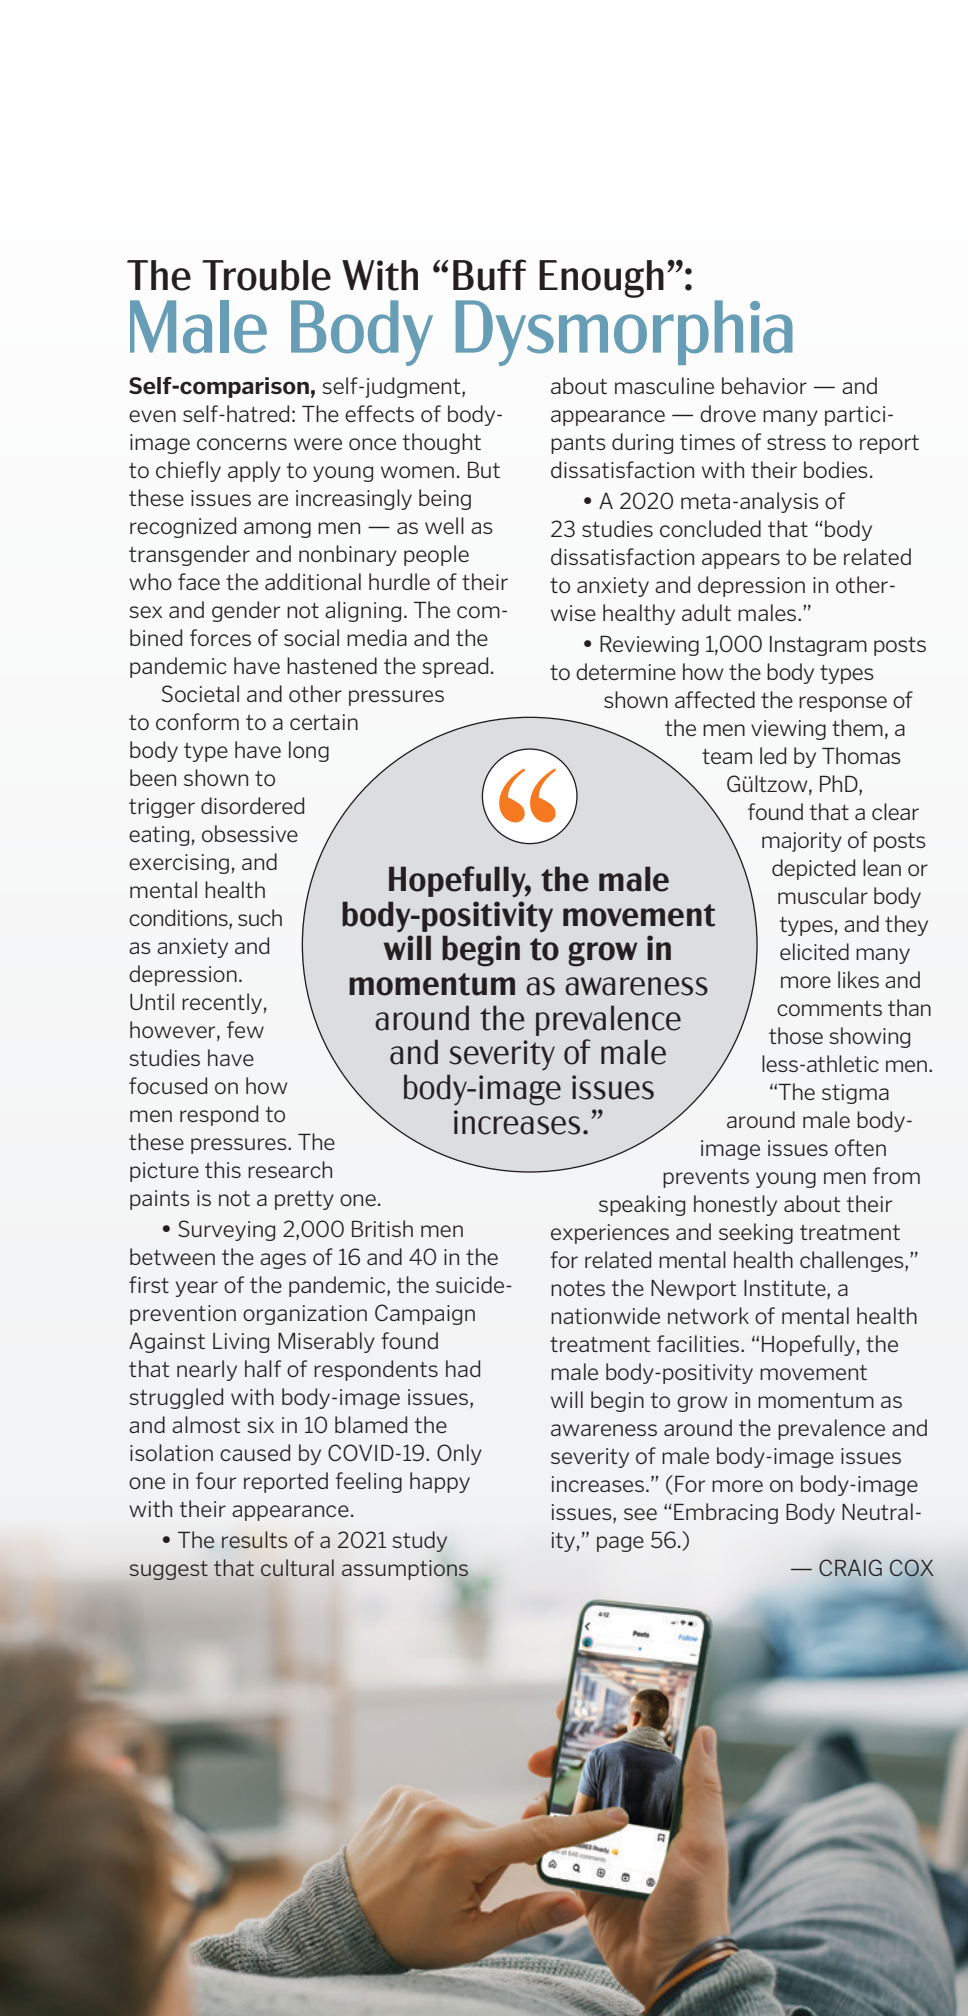 The Trouble With “Buff Enough”:
Male Body Dysmorphia
Self-comparison, self-judgment,
even self-hatred: The effects of body-
image concerns were once thought
to chiefly apply to young women. But
these issues are increasingly being
recognized among men — as well as
transgender and nonbinary people
who face the additional hurdle of their
sex and gender not aligning. The com-
bined forces of social media and the
pandemic have hastened the spread.
Societal and other pressures
to conform to a certain
body type have long
been shown to
trigger disordered
eating, obsessive
exercising, and
mental health
conditions, such
as anxiety and
depression.
Until recently,
however, few
studies have
focused on how
men respond to
these pressures. The
picture this research
paints is not a pretty one.
• Surveying 2,000 British men
between the ages of 16 and 40 in the
first year of the pandemic, the suicide-
prevention organization Campaign
Against Living Miserably found
that nearly half of respondents had
struggled with body-image issues,
and almost six in 10 blamed the
isolation caused by COVID-19. Only
one in four reported feeling happy
with their appearance.
• The results of a 2021 study
suggest that cultural assumptions
about masculine behavior — and
appearance — drove many partici-
pants during times of stress to report
dissatisfaction with their bodies.
• A 2020 meta-analysis of
23 studies concluded that “body
dissatisfaction appears to be related
to anxiety and depression in other-
wise healthy adult males.”
• Reviewing 1,000 Instagram posts
to determine how the body types
shown affected the response of
the men viewing them, a
team led by Thomas
Gültzow, PhD,
found that a clear
majority of posts
depicted lean or
muscular body
types, and they
elicited many
more likes and
comments than
those showing
less-athletic men.
“The stigma
around male body-
image issues often
prevents young men from
speaking honestly about their
experiences and seeking treatment
for related mental health challenges,”
notes the Newport Institute, a
nationwide network of mental health
treatment facilities. “Hopefully, the
male body-positivity movement
will begin to grow in momentum as
awareness around the prevalence and
severity of male body-image issues
increases.” (For more on body-image
issues, see “Embracing Body Neutral-
ity,” page 56.)
— CRAIG COX
“
Hopefully, the male
body-positivity movement
will begin to grow in
momentum as awareness
around the prevalence
and severity of male
body-image issues
increases.”
4:12
Posts
Follow
Ready
comments